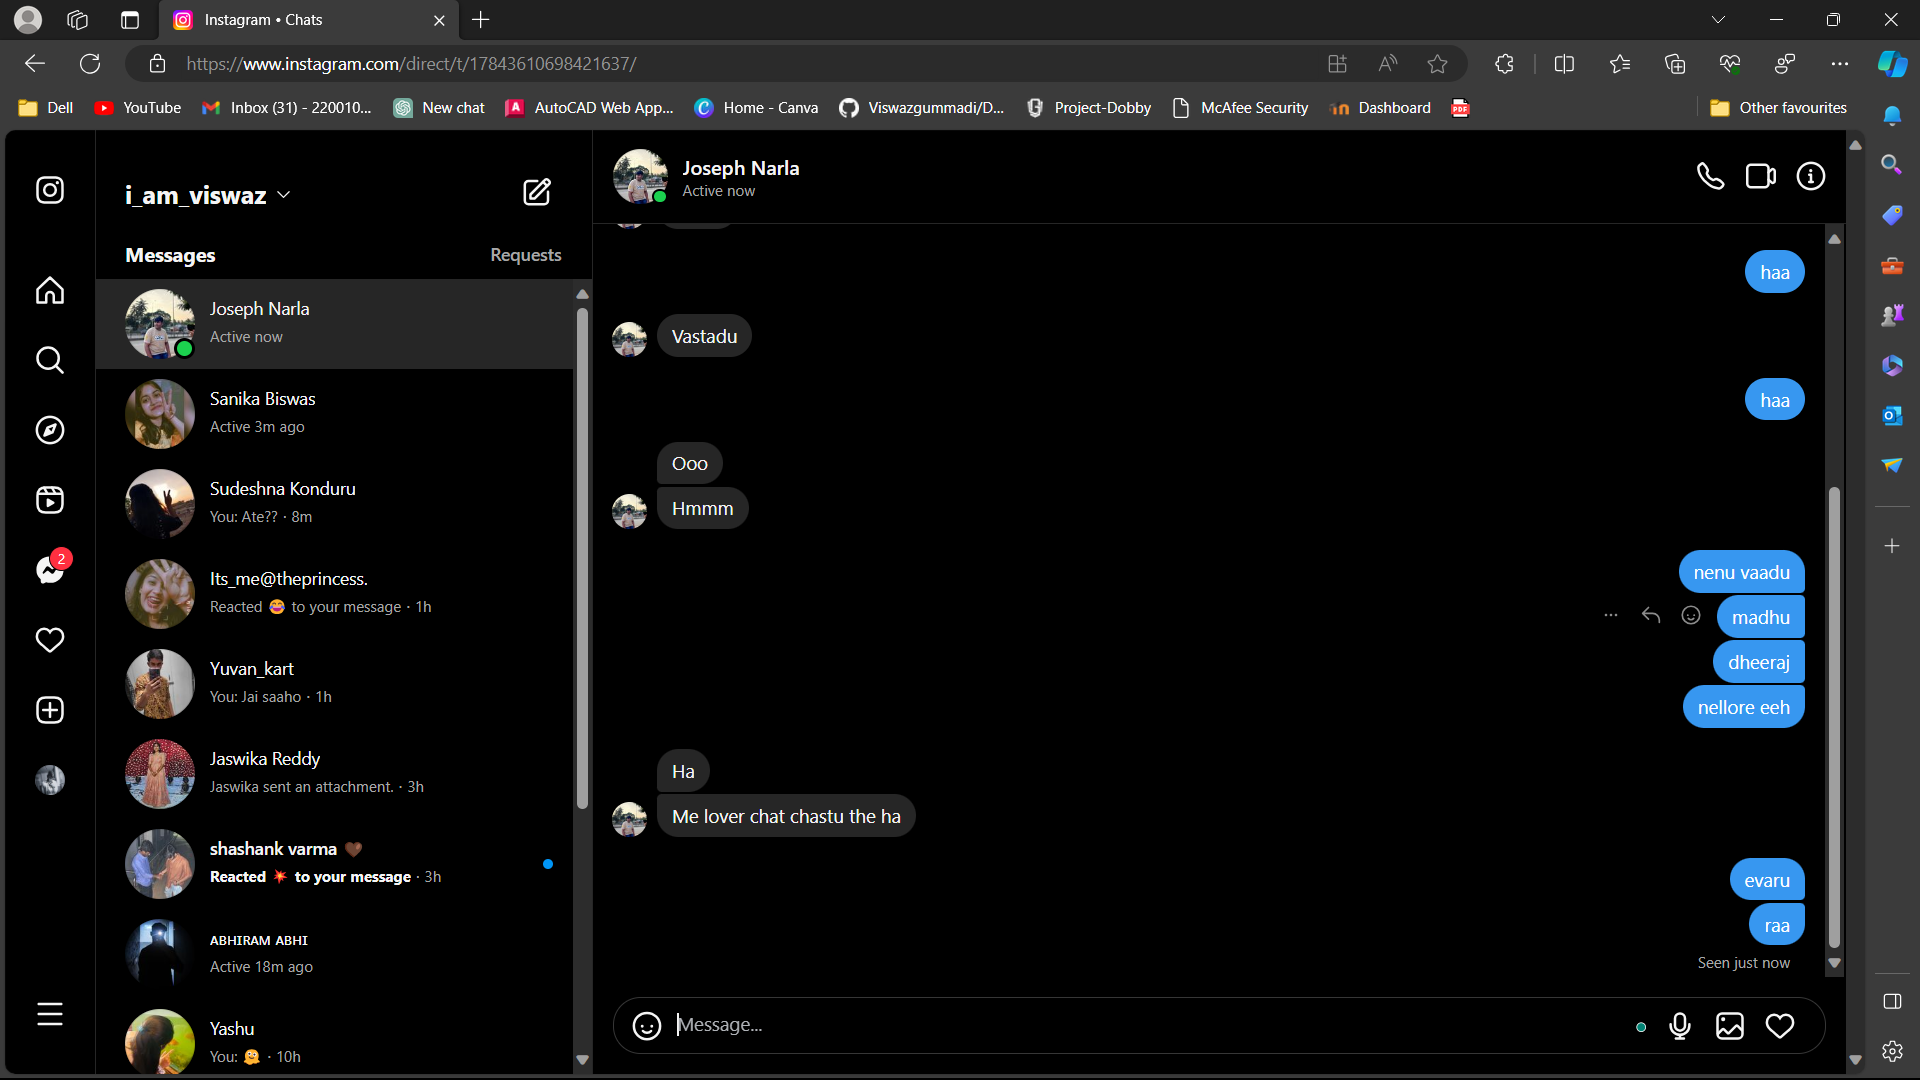 Instagram • Chats
https://www.instagram.com/direct/t/17843610698421637/
Dell
YouTube
Inbox (31) - 220010...
New chat
AutoCAD Web App...
Home - Canva
Viswazgummadi/D...
Project-Dobby
McAfee Security
Dashboard
PDF
Other favourites
i_am_viswaz
Messages
Requests
Joseph Narla
Active now
Sanika Biswas
Active 3m ago
Sudeshna Konduru
You: Ate?? · 8m
Its_me@theprincess.
Reacted 😂 to your message · 1h
Yuvan_kart
You: Jai saaho · 1h
Jaswika Reddy
Jaswika sent an attachment. · 3h
shashank varma 🤎
Reacted 💥 to your message · 3h
ABHIRAM ABHI
Active 18m ago
Yashu
You: 🤗 · 10h
2
Joseph Narla
Active now
haa
Vastadu
haa
Ooo
Hmmm
nenu vaadu
madhu
dheeraj
nellore eeh
Ha
Me lover chat chastu the ha
evaru
raa
Seen just now
Message...